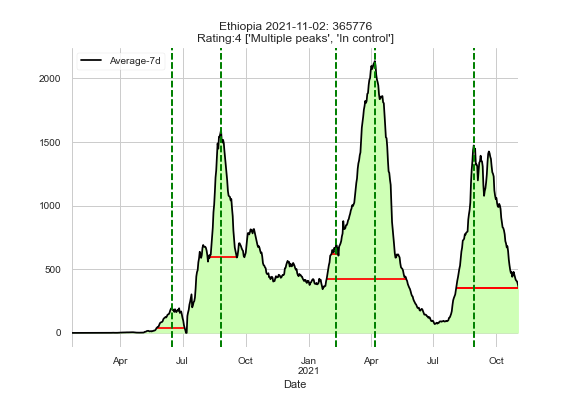 Ethiopia 2021-11-02: 365776
Rating:4 ['Multiple peaks', 'In control']
Average-7d
2000
1500
1000
500
0
Apr Jul Oct Jan Apr Jul Oct
2021
Date